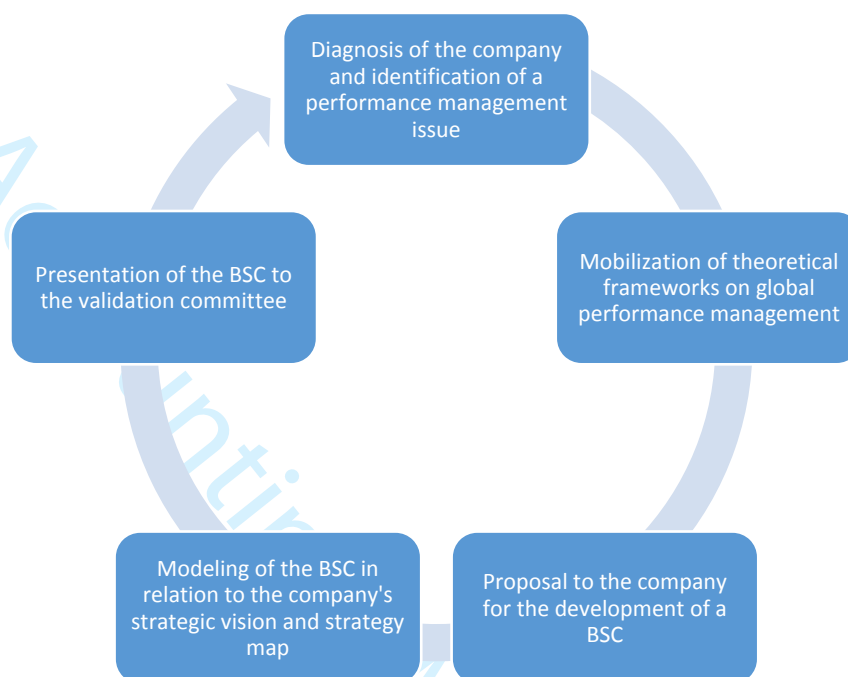 Diagnosis of the company
and identification of a
performance management
issue
Mobilization of theoretical
frameworks on global
performance management
Proposal to the company
for the development of a
BSC
Modeling of the BSC in
relation to the company's
strategic vision and strategy
map
Presentation of the BSC to
the validation committee